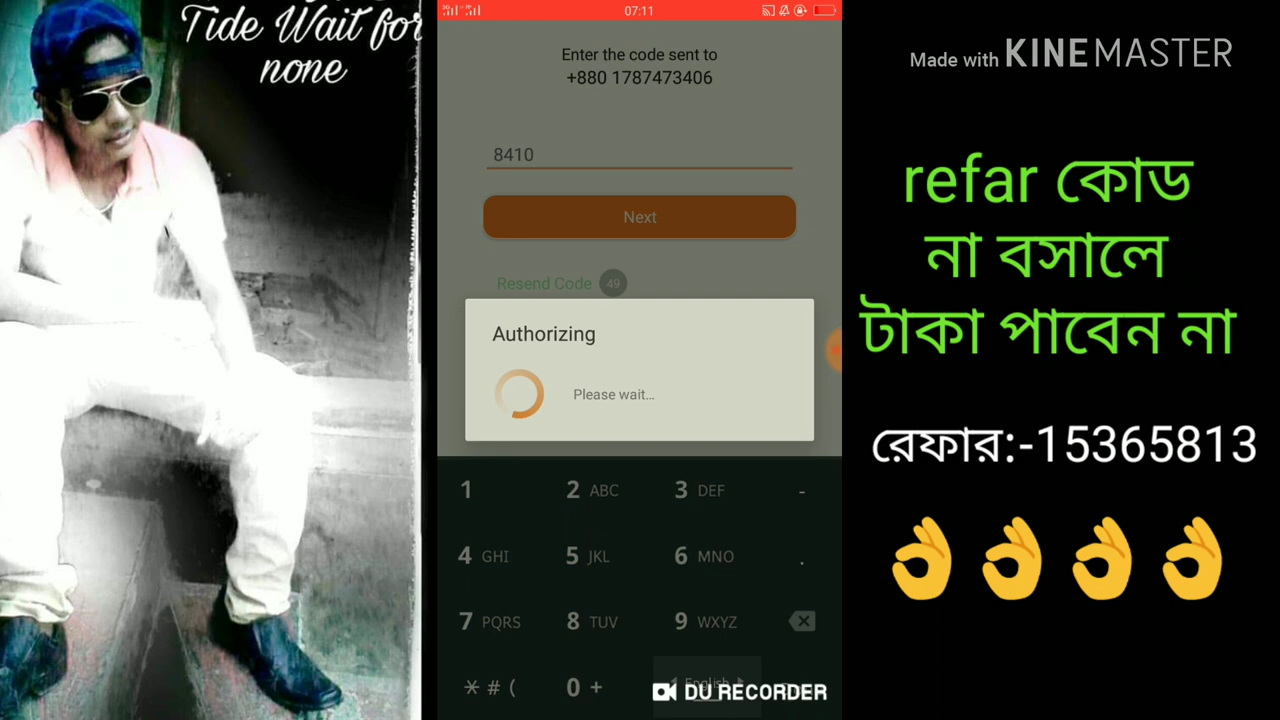 Tide Wait for
none
07:11
Enter the code sent to
+880 1787473406
8410
Next
Resend Code 49
Authorizing
Please wait...
1
2 ABC
3 DEF
-
4 GHI
5 JKL
6 MNO
.
7 PQRS
8 TUV
9 WXYZ
* # (
0 +
English
DU RECORDER
Made with KINEMASTER
refar কোড
না বসালে
টাকা পাবেন না
রেফার:-15365813